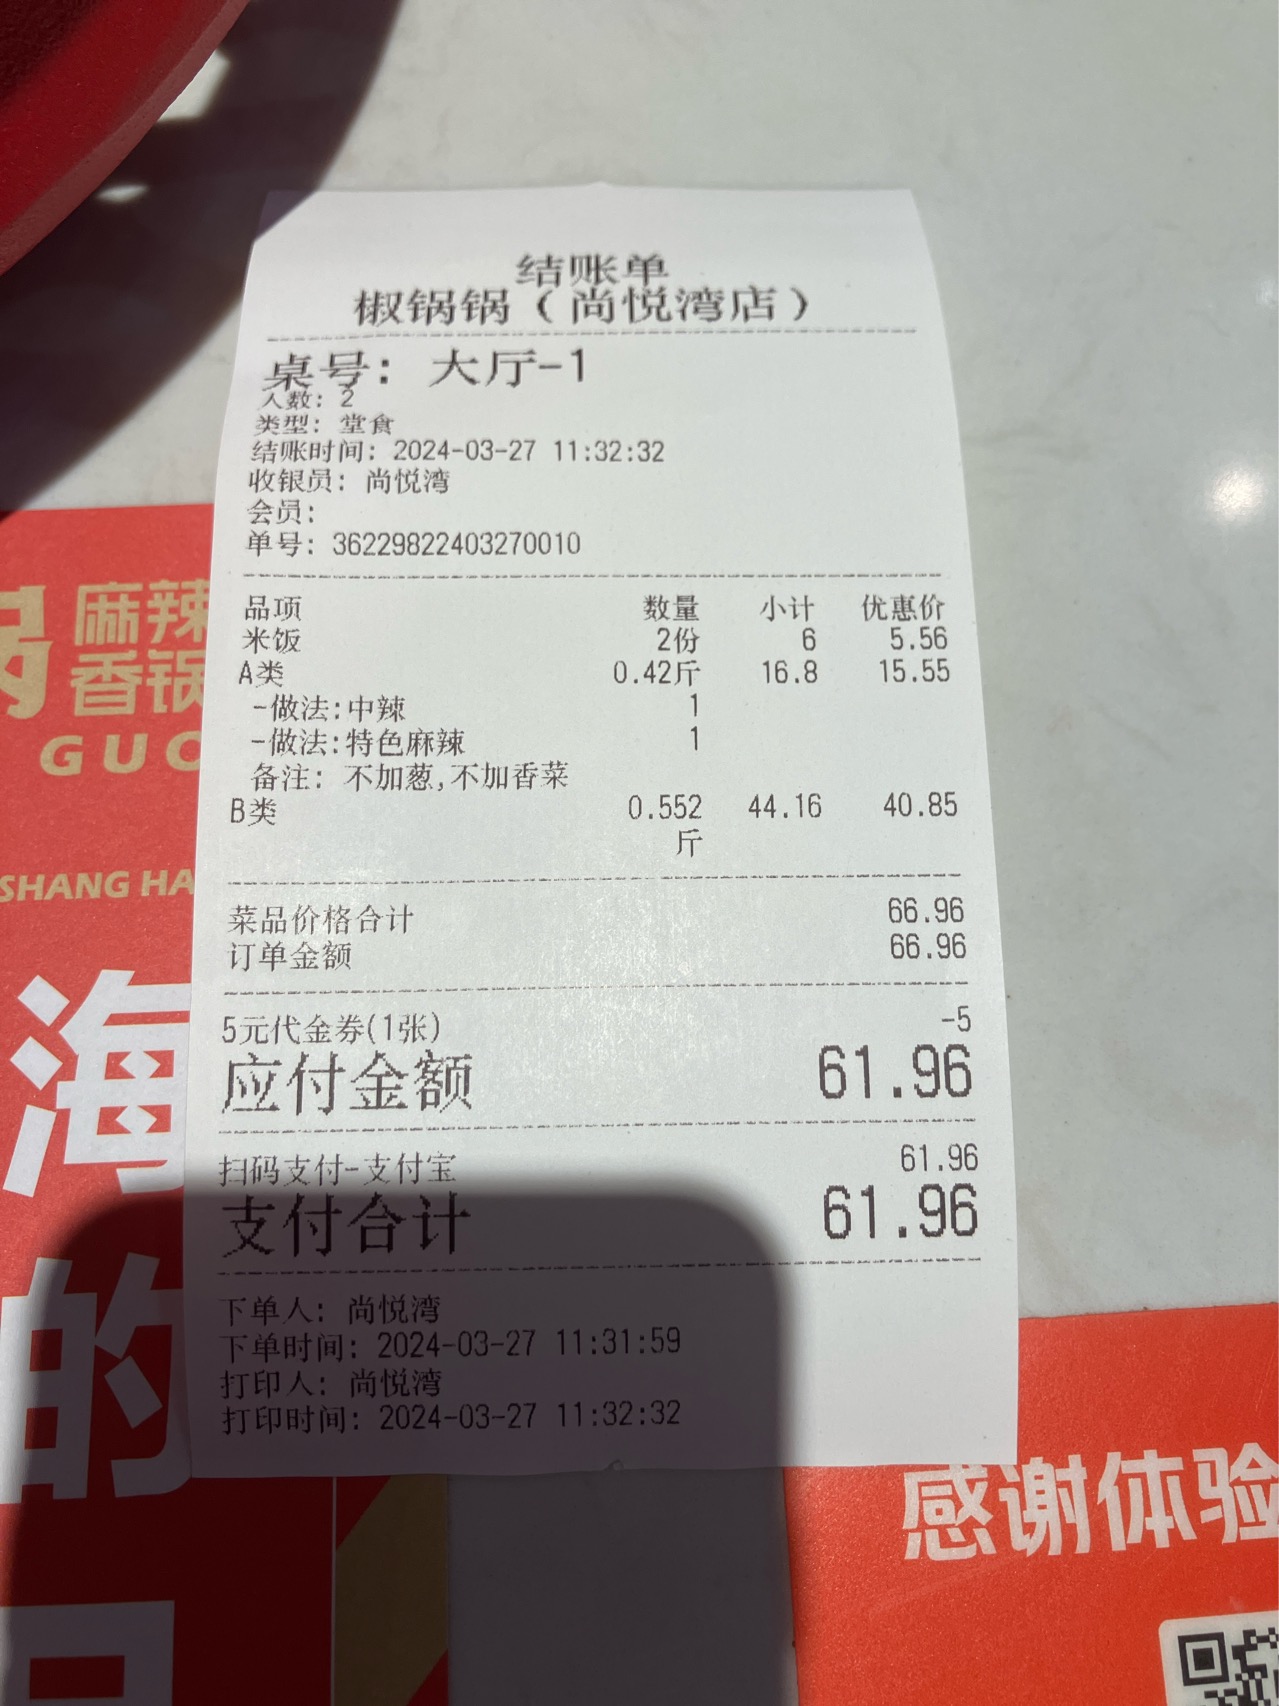 结账单
椒锅锅（尚悦湾店）
桌号：大厅-1
人数：2
类型：堂食
结账时间：2024-03-27 11:32:32
收银员：尚悦湾
会员：
单号：36229822403270010
品项 数量 小计 优惠价
米饭 2份 6 5.56
A类 0.42斤 16.8 15.55
-做法:中辣 1
-做法:特色麻辣 1
备注：不加葱,不加香菜
B类 0.552 44.16 40.85
斤
菜品价格合计 66.96
订单金额 66.96
5元代金券(1张) -5
应付金额 61.96
扫码支付-支付宝 61.96
支付合计 61.96
下单人：尚悦湾
下单时间：2024-03-27 11:31:59
打印人：尚悦湾
打印时间：2024-03-27 11:32:32
麻辣
香锅
GUO
SHANG HA
海
的
感谢体验